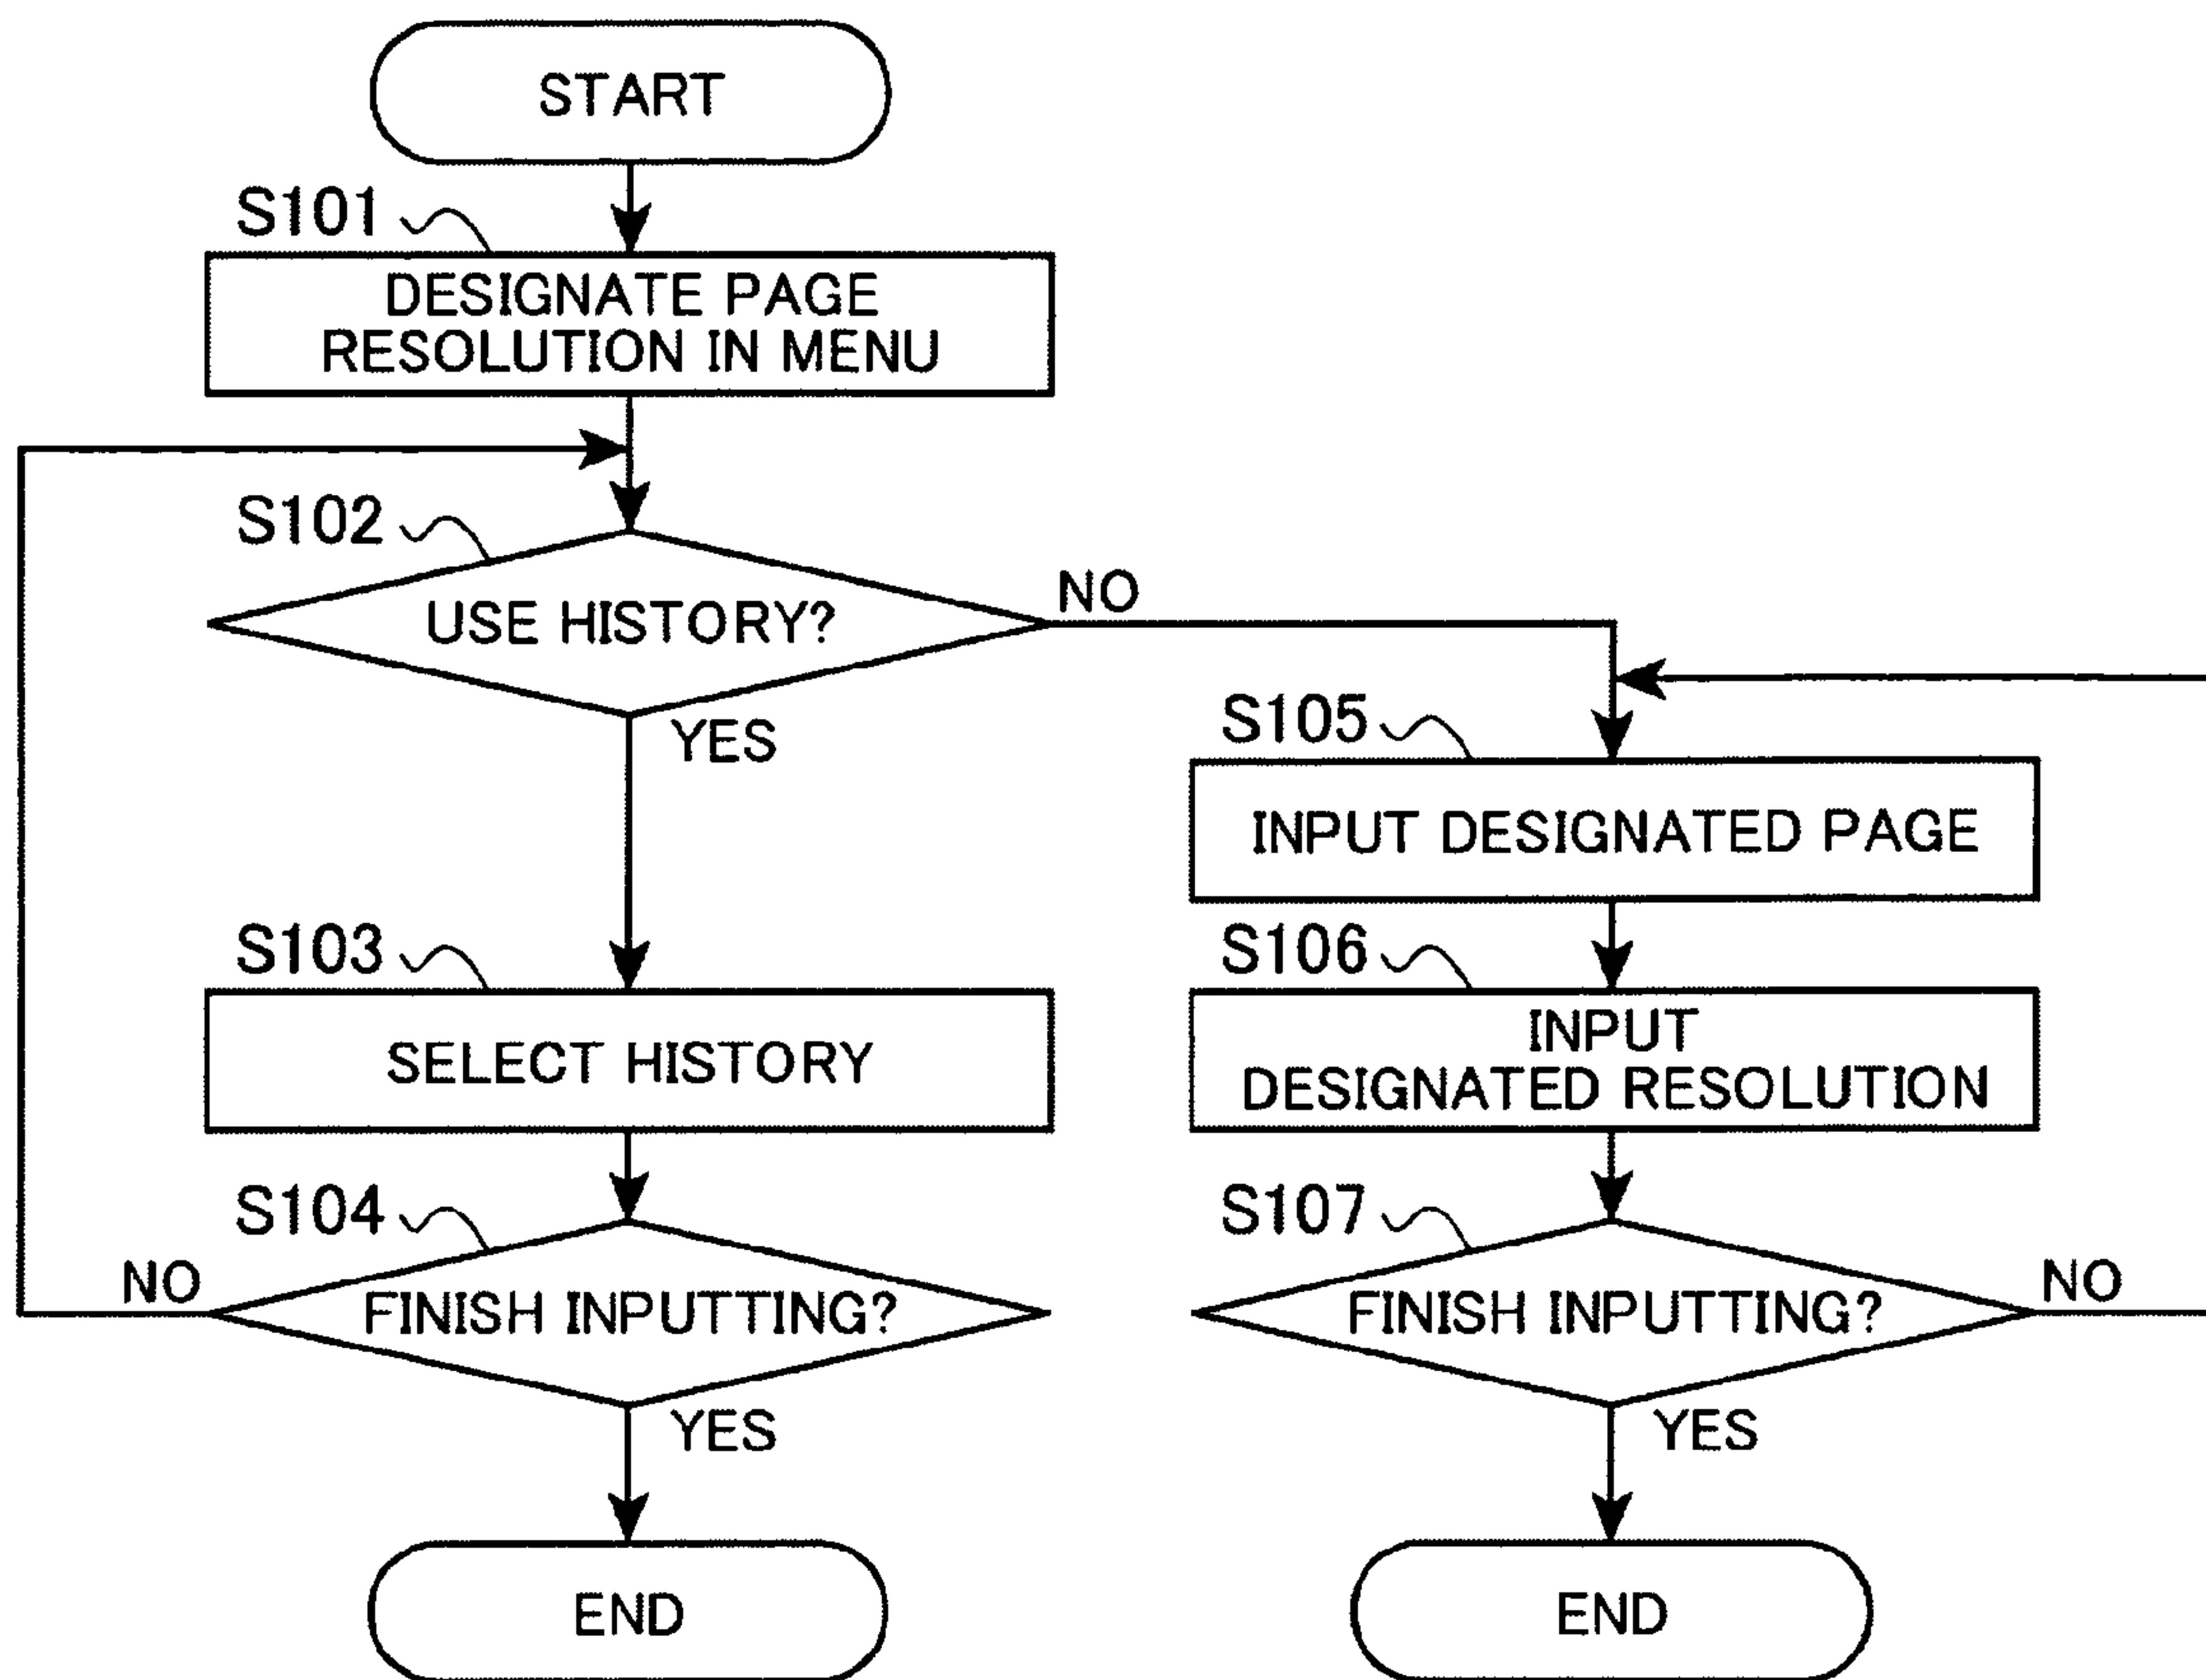 START
S101
DESIGNATE PAGE
RESOLUTION IN MENU
S102
USE HISTORY?
NO
YES
S103
SELECT HISTORY
S104
NO
FINISH INPUTTING?
YES
END
S105
INPUT DESIGNATED PAGE
S106
INPUT
DESIGNATED RESOLUTION
S107
FINISH INPUTTING?
NO
YES
END